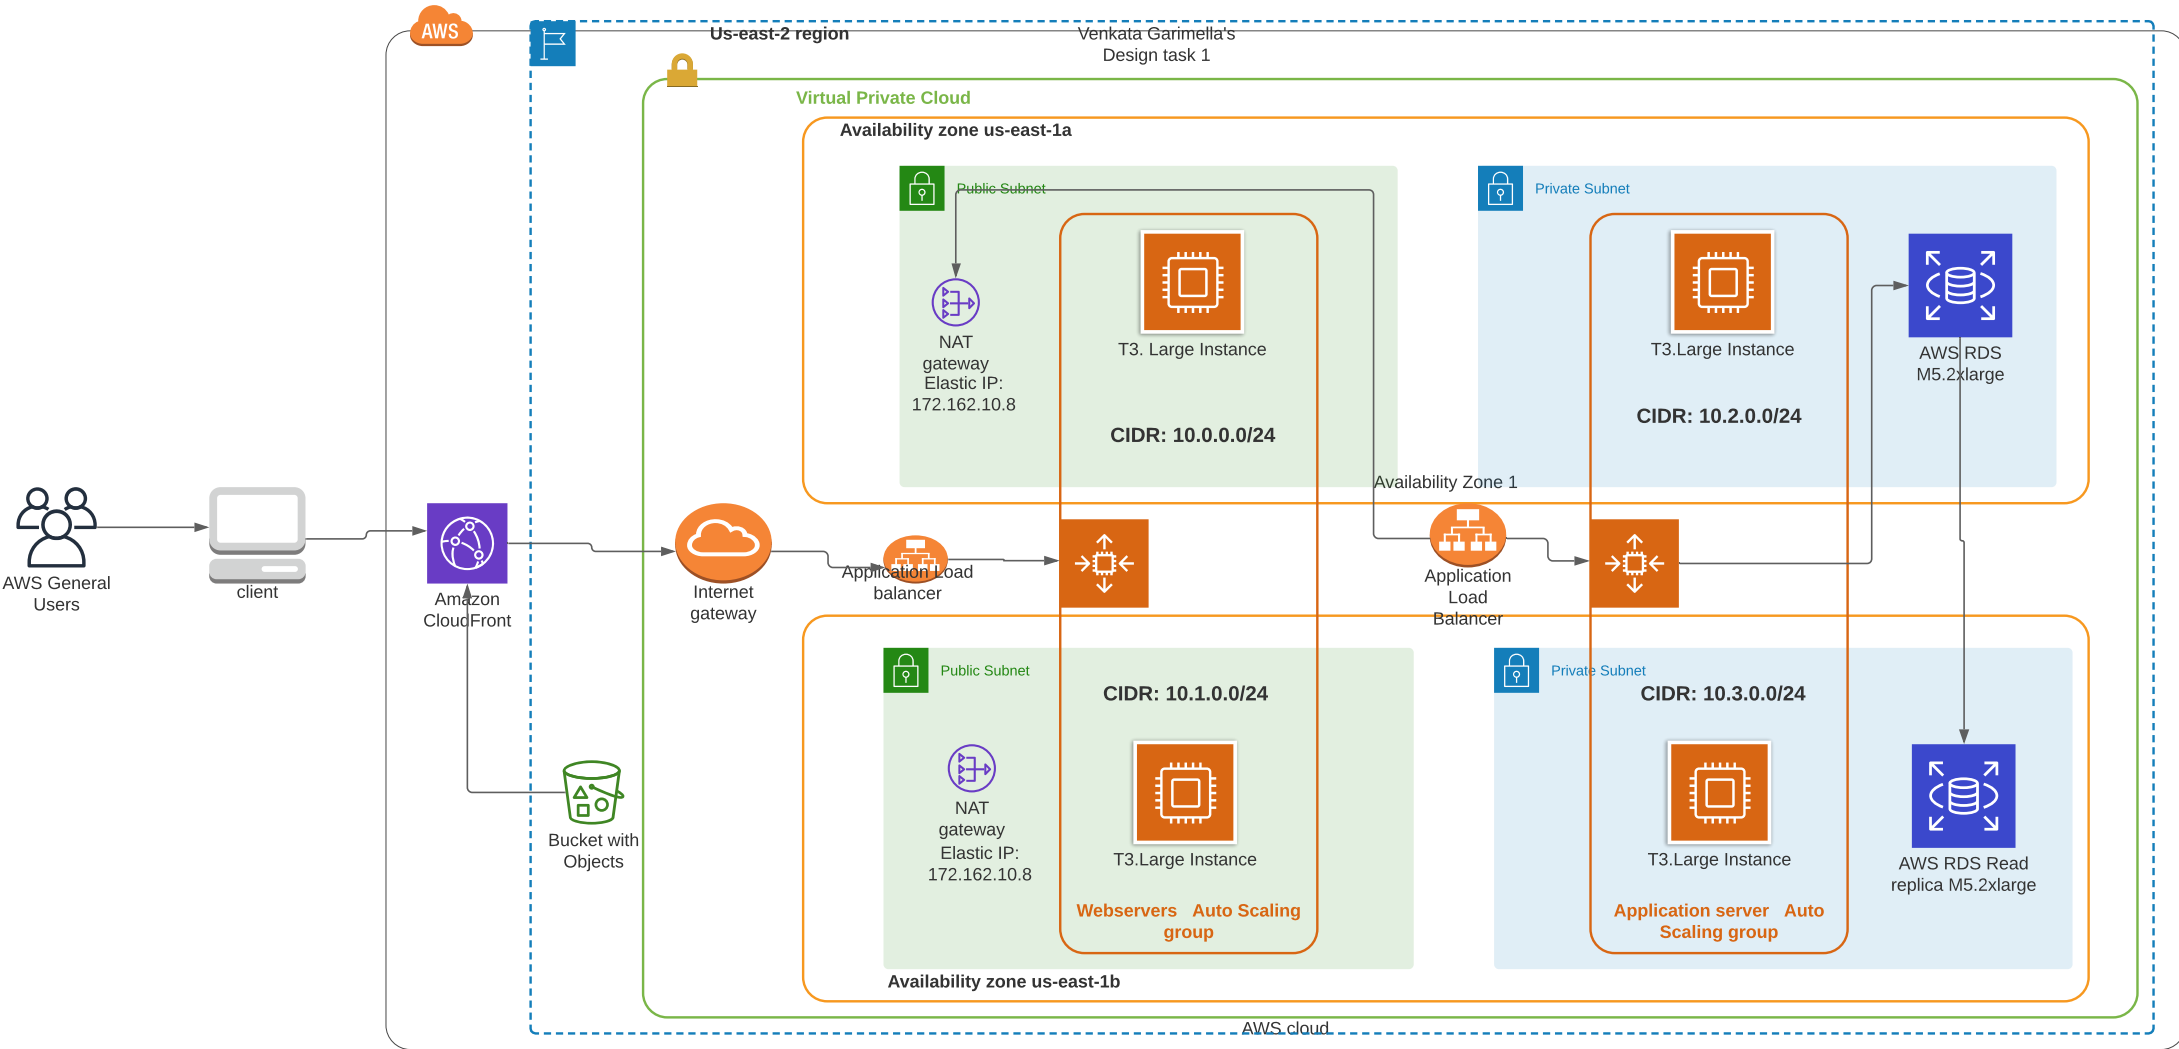 AWS
Us-east-2 region
Venkata Garimella's
Design task 1
Virtual Private Cloud
Availability zone us-east-1a
Public Subnet
Private Subnet
T3. Large Instance
T3.Large Instance
NAT
gateway
Elastic IP:
172.162.10.8
AWS RDS
M5.2xlarge
CIDR: 10.0.0.0/24
CIDR: 10.2.0.0/24
Availability Zone 1
AWS General
Users
client
Amazon
CloudFront
Internet
gateway
Application Load
balancer
Application
Load
Balancer
Public Subnet
Private Subnet
CIDR: 10.1.0.0/24
CIDR: 10.3.0.0/24
NAT
gateway
Elastic IP:
172.162.10.8
Bucket with
Objects
T3.Large Instance
T3.Large Instance
AWS RDS Read
replica M5.2xlarge
Webservers Auto Scaling
group
Application server Auto
Scaling group
Availability zone us-east-1b
AWS cloud